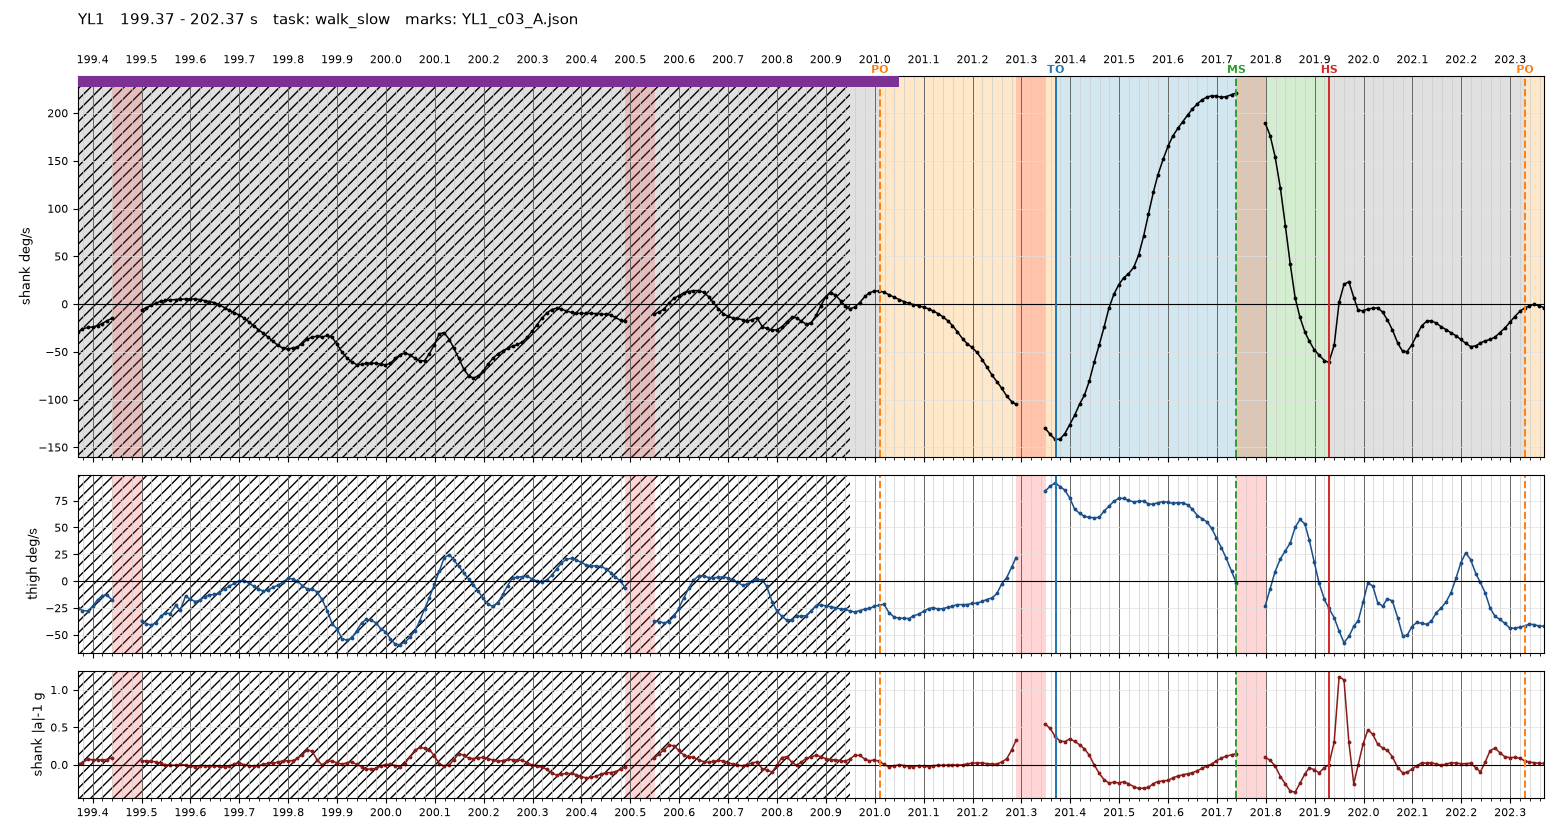 YL1   199.37 - 202.37 s   task: walk_slow   marks: YL1_c03_A.json
199.4 199.5 199.6 199.7 199.8 199.9 200.0 200.1 200.2 200.3 200.4 200.5 200.6 200.7 200.8 200.9 201.0 201.1 201.2 201.3 201.4 201.5 201.6 201.7 201.8 201.9 202.0 202.1 202.2 202.3
PO TO MS HS PO
shank deg/s
200
150
100
50
0
−50
−100
−150
thigh deg/s
75
50
25
0
−25
−50
shank |a|-1 g
1.0
0.5
0.0
199.4 199.5 199.6 199.7 199.8 199.9 200.0 200.1 200.2 200.3 200.4 200.5 200.6 200.7 200.8 200.9 201.0 201.1 201.2 201.3 201.4 201.5 201.6 201.7 201.8 201.9 202.0 202.1 202.2 202.3